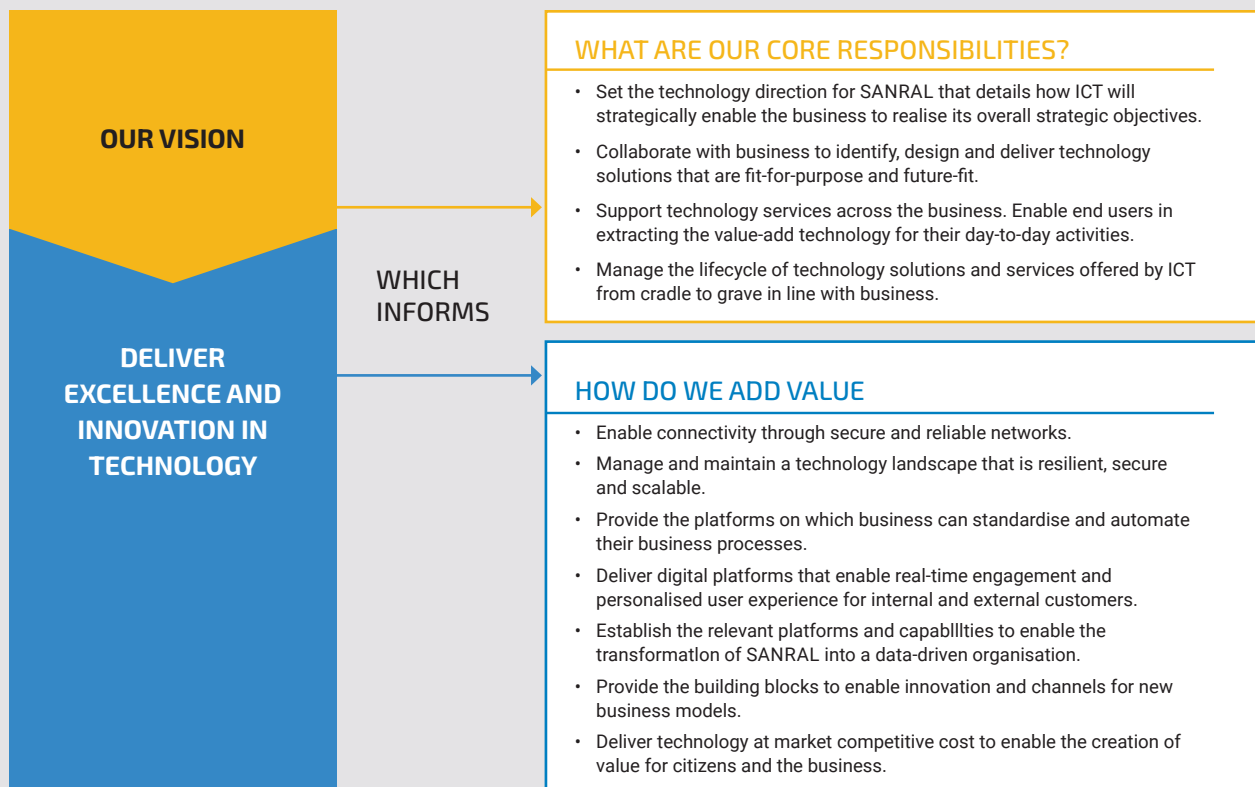 OUR VISION
DELIVER
EXCELLENCE AND
INNOVATION IN
TECHNOLOGY
WHICH
INFORMS
WHAT ARE OUR CORE RESPONSIBILITIES?
• Set the technology direction for SANRAL that details how ICT will
strategically enable the business to realise its overall strategic objectives.
• Collaborate with business to identify, design and deliver technology
solutions that are fit-for-purpose and future-fit.
• Support technology services across the business. Enable end users in
extracting the value-add technology for their day-to-day activities.
• Manage the lifecycle of technology solutions and services offered by ICT
from cradle to grave in line with business.
HOW DO WE ADD VALUE
• Enable connectivity through secure and reliable networks.
• Manage and maintain a technology landscape that is resilient, secure
and scalable.
• Provide the platforms on which business can standardise and automate
their business processes.
• Deliver digital platforms that enable real-time engagement and
personalised user experience for internal and external customers.
• Establish the relevant platforms and capablllties to enable the
transformatlon of SANRAL into a data-driven organisation.
• Provide the building blocks to enable innovation and channels for new
business models.
• Deliver technology at market competitive cost to enable the creation of
value for citizens and the business.